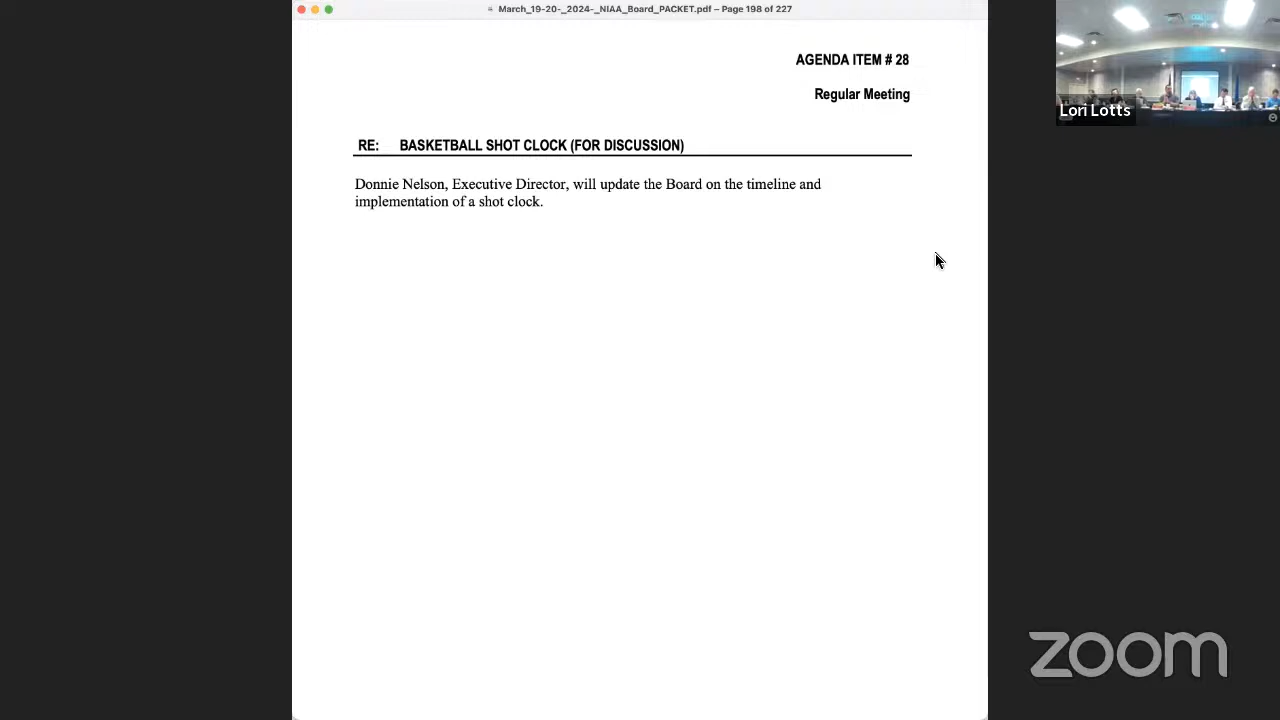 March_19-20-_2024-_NIAA_Board_PACKET.pdf – Page 198 of 227
AGENDA ITEM # 28
Regular Meeting
Lori Lotts
RE: BASKETBALL SHOT CLOCK (FOR DISCUSSION)
Donnie Nelson, Executive Director, will update the Board on the timeline and
implementation of a shot clock.
zoom